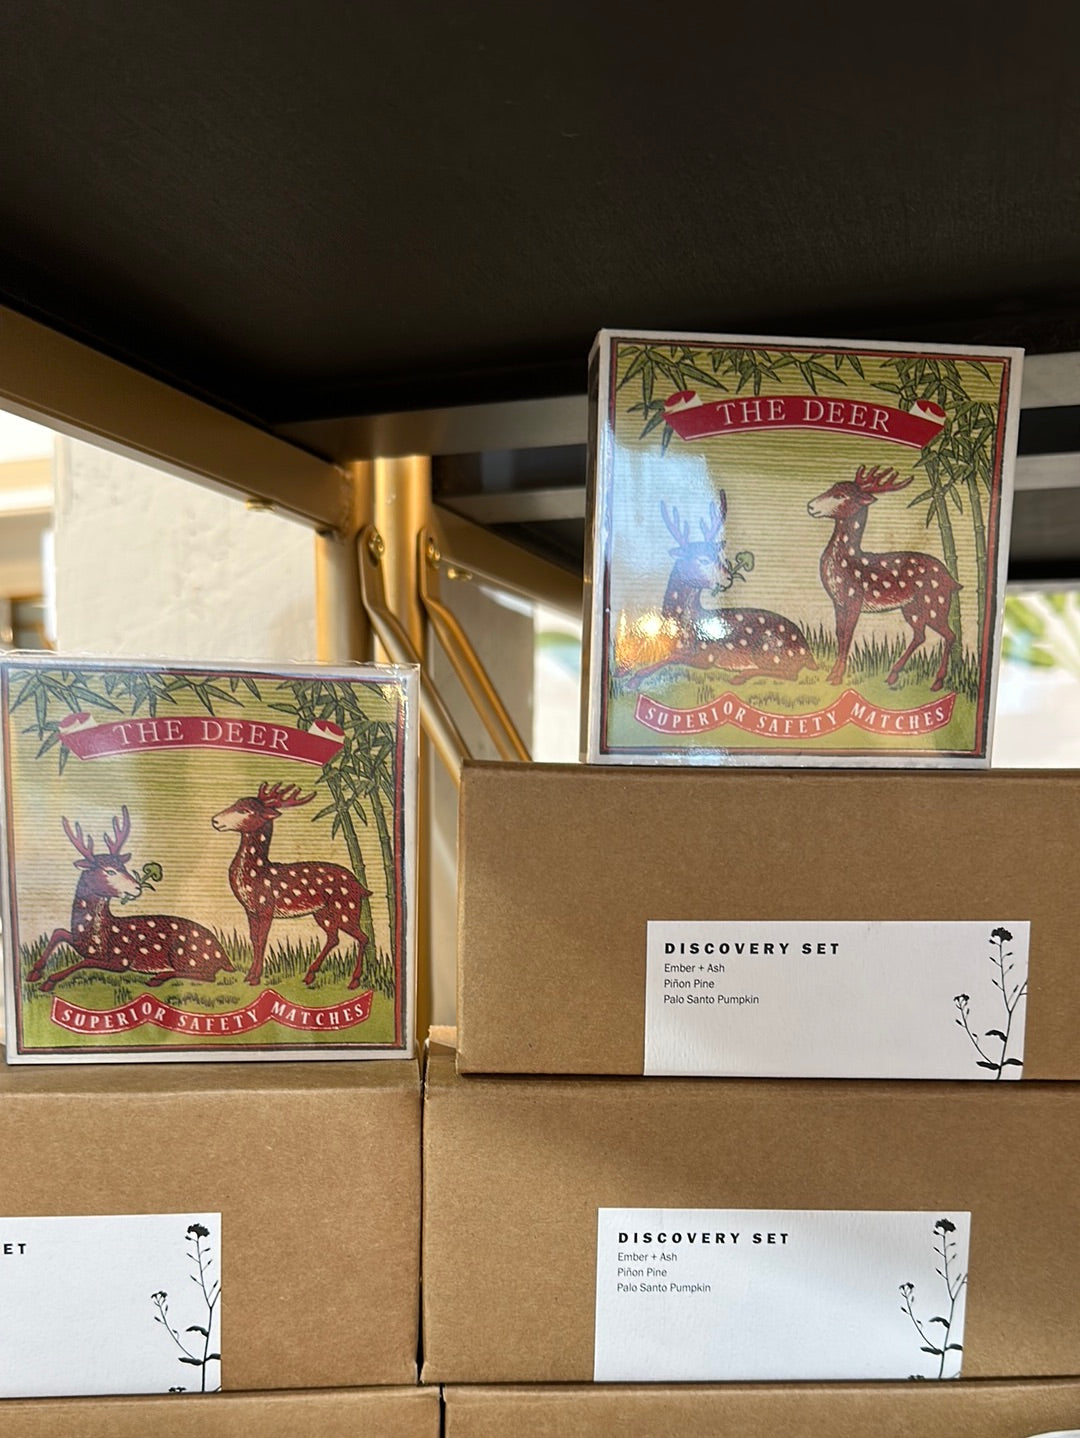 THE DEER
SUPERIOR SAFETY MATCHES
THE DEER
SUPERIOR SAFETY MATCHES
DISCOVERY SET
Ember + Ash
Piñon Pine
Palo Santo Pumpkin
ET
DISCOVERY SET
Ember + Ash
Piñon Pine
Palo Santo Pumpkin